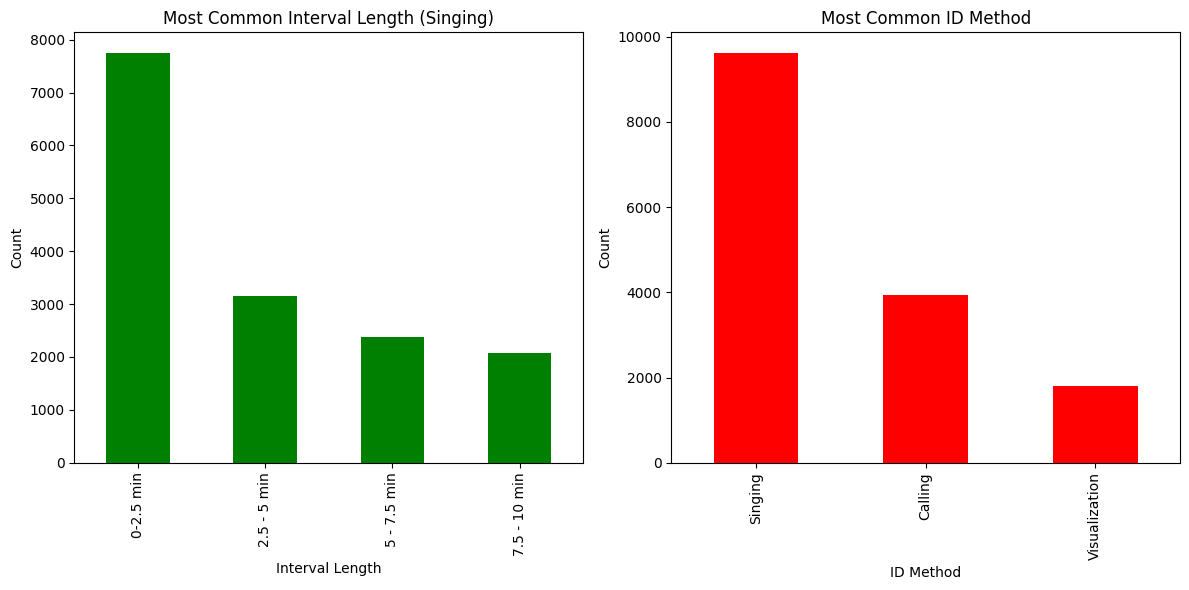 Most Common Interval Length (Singing)
8000
7000
6000
5000
4000
3000
2000
1000
0
Count
0-2.5 min
2.5 - 5 min
5 - 7.5 min
7.5 - 10 min
Interval Length
Most Common ID Method
10000
8000
6000
4000
2000
0
Count
Singing
Calling
Visualization
ID Method